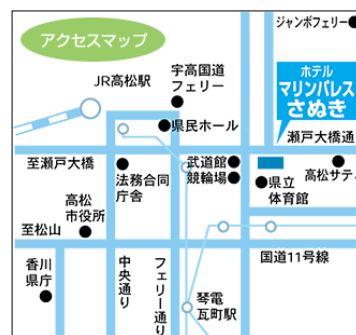 ジャンボフェリー
アクセスマップ
ホテル
マリンパレス
さぬき
JR高松駅
宇高国道
フェリー
県民ホール
瀬戸大橋通
至瀬戸大橋
武道館
競輪場
高松サテ
法務合同
庁舎
県立
体育館
高松
市役所
至松山
国道11号線
香川
県庁
中央通り
フェリー通り
琴電
瓦町駅